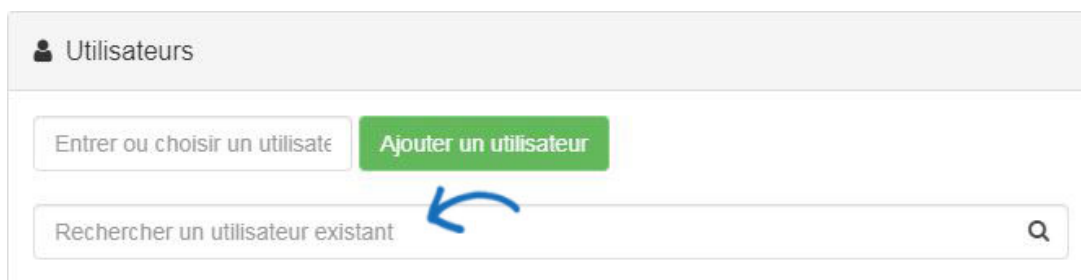 Utilisateurs
Entrer ou choisir un utilisate Ajouter un utilisateur
Rechercher un utilisateur existant